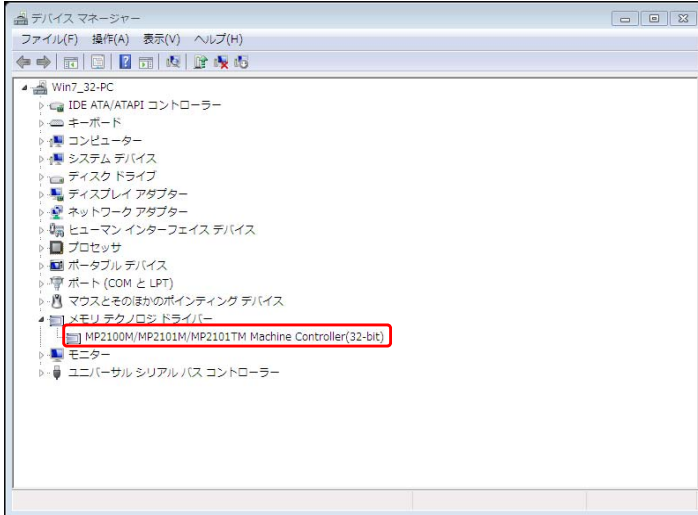 デバイス マネージャー
ファイル(F) 操作(A) 表示(V) ヘルプ(H)
Win7_32-PC
IDE ATA/ATAPI コントローラー
キーボード
コンピューター
システム デバイス
ディスク ドライブ
ディスプレイ アダプター
ネットワーク アダプター
ヒューマン インターフェイス デバイス
プロセッサ
ポータブル デバイス
ポート (COM と LPT)
マウスとそのほかのポインティング デバイス
メモリ テクノロジ ドライバー
MP2100M/MP2101M/MP2101TM Machine Controller(32-bit)
モニター
ユニバーサル シリアル バス コントローラー